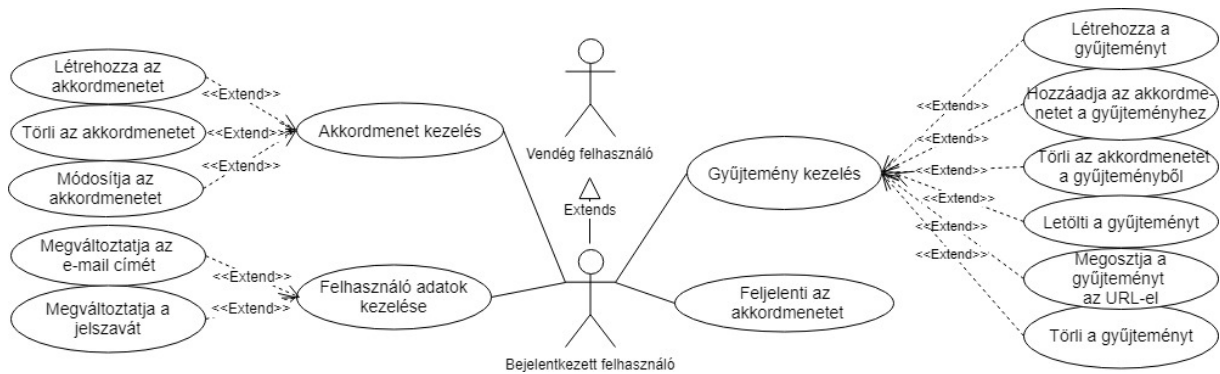 Létrehozza az
akkordmenetet
<<Extend>>
Törli az akkordmenetet
<<Extend>>
Módosítja az
akkordmenetet
<<Extend>>
Akkordmenet kezelés
Megváltoztatja az
e-mail címét
<<Extend>>
Megváltoztatja a
jelszavát
<<Extend>>
Felhasználó adatok
kezelése
Vendég felhasználó
Extends
Bejelentkezett felhasználó
Gyűjtemény kezelés
Feljelenti az
akkordmenetet
Létrehozza a
gyűjteményt
<<Extend>>
Hozzáadja az akkordme-
netet a gyűjteményhez
<<Extend>>
Törli az akkordmenetet
a gyűjteményből
<<Extend>>
Letölti a gyűjteményt
<<Extend>>
Megosztja a
gyűjteményt
az URL-el
<<Extend>>
Törli a gyűjteményt
<<Extend>>